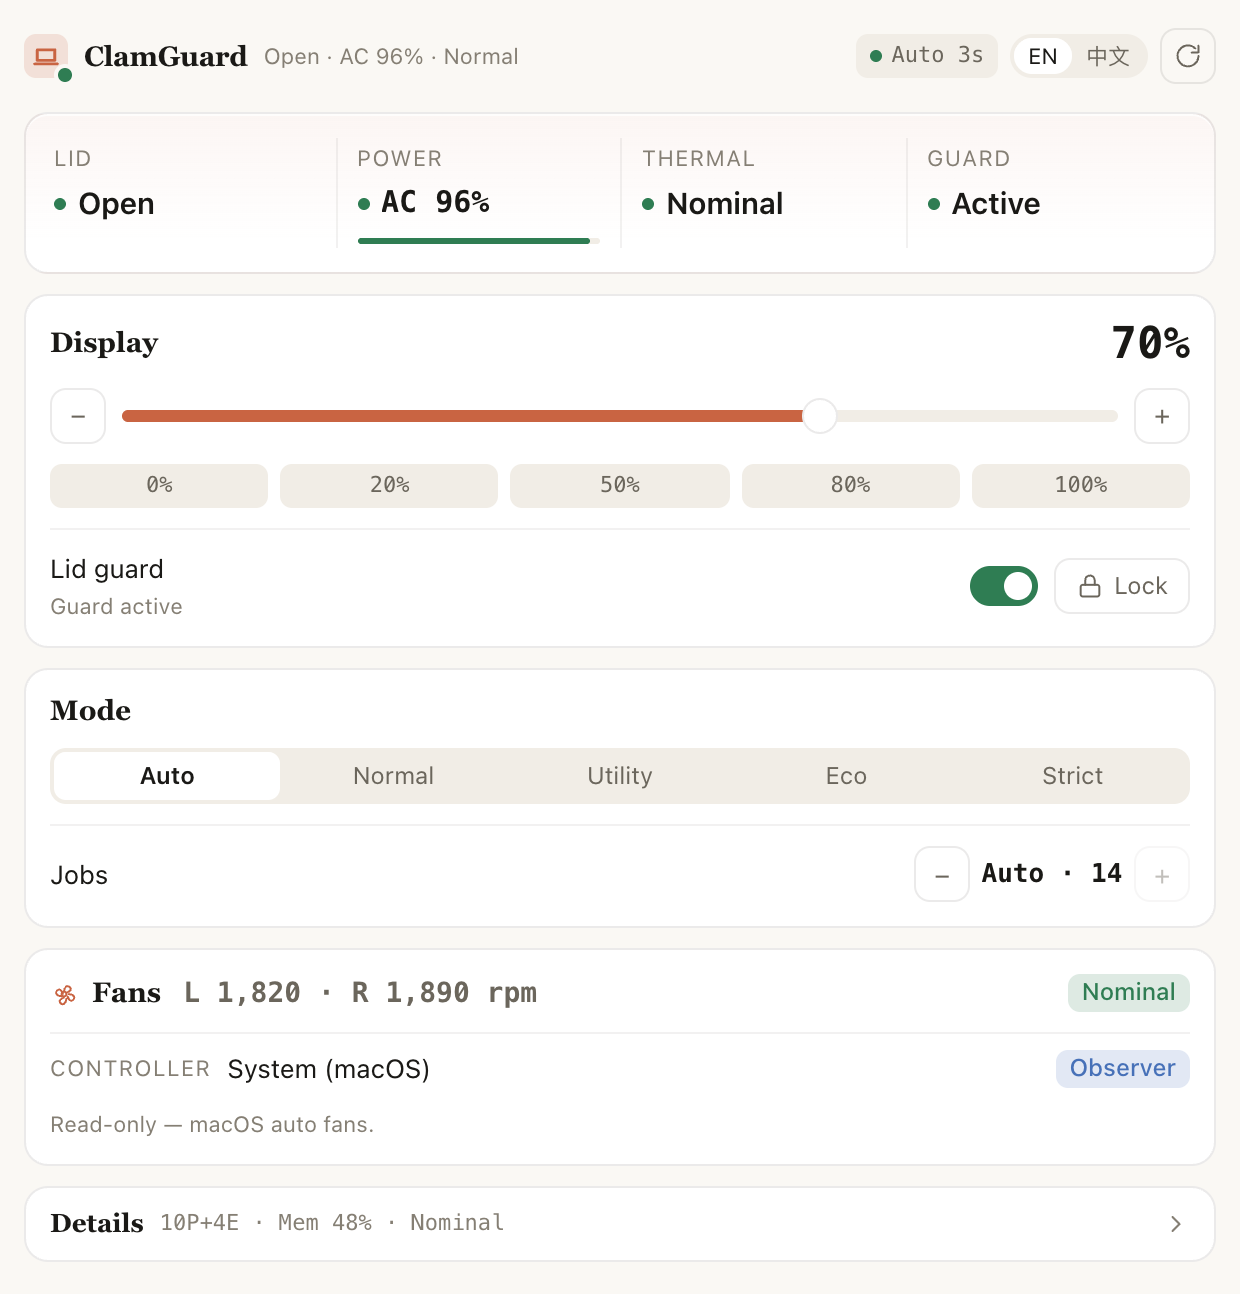 ClamGuard Open · AC 96% · Normal Auto 3s EN 中文
LID POWER THERMAL GUARD
Open AC 96% Nominal Active
Display 70%
− +
0% 20% 50% 80% 100%
Lid guard
Guard active
Lock
Mode
Auto Normal Utility Eco Strict
Jobs − Auto · 14 +
Fans L 1,820 · R 1,890 rpm Nominal
CONTROLLER System (macOS) Observer
Read-only — macOS auto fans.
Details 10P+4E · Mem 48% · Nominal